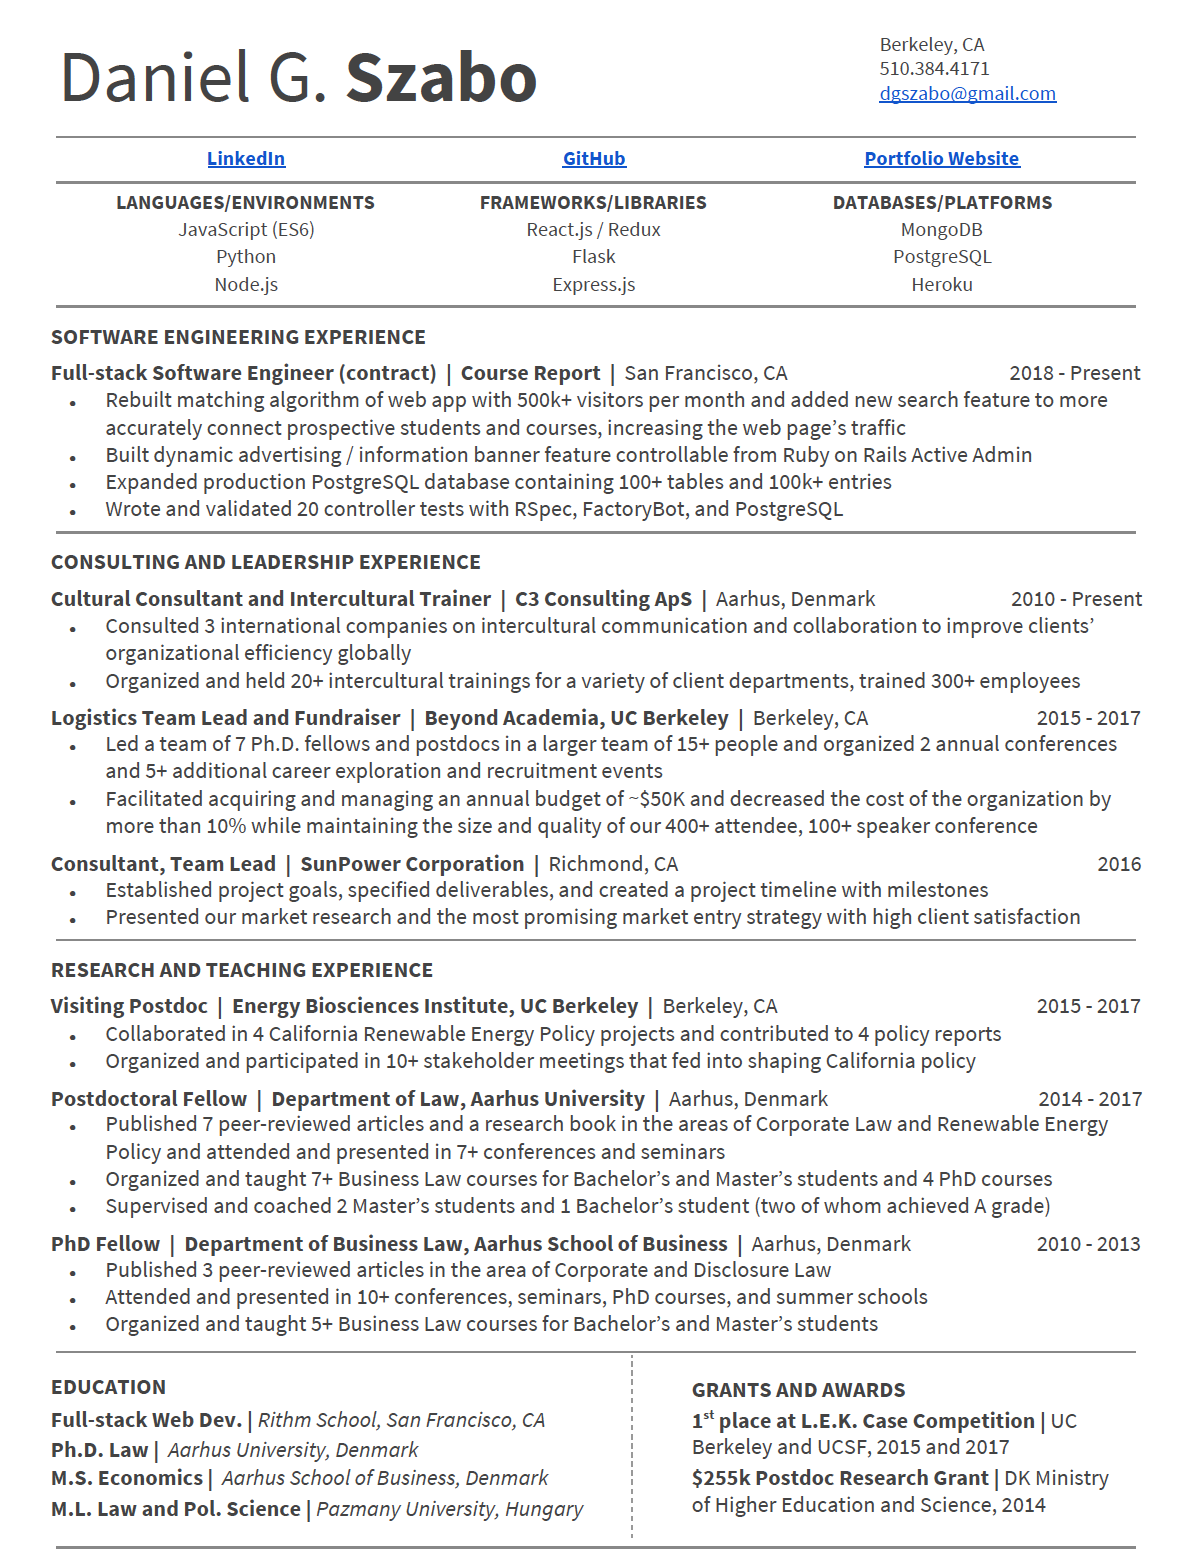 Daniel G. Szabo
Berkeley, CA
510.384.4171
dgszabo@gmail.com
LinkedIn GitHub Portfolio Website
LANGUAGES/ENVIRONMENTS FRAMEWORKS/LIBRARIES DATABASES/PLATFORMS
JavaScript (ES6) React.js / Redux MongoDB
Python Flask PostgreSQL
Node.js Express.js Heroku
SOFTWARE ENGINEERING EXPERIENCE
Full-stack Software Engineer (contract) | Course Report | San Francisco, CA 2018 - Present
• Rebuilt matching algorithm of web app with 500k+ visitors per month and added new search feature to more
accurately connect prospective students and courses, increasing the web page’s traffic
• Built dynamic advertising / information banner feature controllable from Ruby on Rails Active Admin
• Expanded production PostgreSQL database containing 100+ tables and 100k+ entries
• Wrote and validated 20 controller tests with RSpec, FactoryBot, and PostgreSQL
CONSULTING AND LEADERSHIP EXPERIENCE
Cultural Consultant and Intercultural Trainer | C3 Consulting ApS | Aarhus, Denmark 2010 - Present
• Consulted 3 international companies on intercultural communication and collaboration to improve clients’
organizational efficiency globally
• Organized and held 20+ intercultural trainings for a variety of client departments, trained 300+ employees
Logistics Team Lead and Fundraiser | Beyond Academia, UC Berkeley | Berkeley, CA 2015 - 2017
• Led a team of 7 Ph.D. fellows and postdocs in a larger team of 15+ people and organized 2 annual conferences
and 5+ additional career exploration and recruitment events
• Facilitated acquiring and managing an annual budget of ~$50K and decreased the cost of the organization by
more than 10% while maintaining the size and quality of our 400+ attendee, 100+ speaker conference
Consultant, Team Lead | SunPower Corporation | Richmond, CA 2016
• Established project goals, specified deliverables, and created a project timeline with milestones
• Presented our market research and the most promising market entry strategy with high client satisfaction
RESEARCH AND TEACHING EXPERIENCE
Visiting Postdoc | Energy Biosciences Institute, UC Berkeley | Berkeley, CA 2015 - 2017
• Collaborated in 4 California Renewable Energy Policy projects and contributed to 4 policy reports
• Organized and participated in 10+ stakeholder meetings that fed into shaping California policy
Postdoctoral Fellow | Department of Law, Aarhus University | Aarhus, Denmark 2014 - 2017
• Published 7 peer-reviewed articles and a research book in the areas of Corporate Law and Renewable Energy
Policy and attended and presented in 7+ conferences and seminars
• Organized and taught 7+ Business Law courses for Bachelor’s and Master’s students and 4 PhD courses
• Supervised and coached 2 Master’s students and 1 Bachelor’s student (two of whom achieved A grade)
PhD Fellow | Department of Business Law, Aarhus School of Business | Aarhus, Denmark 2010 - 2013
• Published 3 peer-reviewed articles in the area of Corporate and Disclosure Law
• Attended and presented in 10+ conferences, seminars, PhD courses, and summer schools
• Organized and taught 5+ Business Law courses for Bachelor’s and Master’s students
EDUCATION
Full-stack Web Dev. | Rithm School, San Francisco, CA
Ph.D. Law | Aarhus University, Denmark
M.S. Economics | Aarhus School of Business, Denmark
M.L. Law and Pol. Science | Pazmany University, Hungary
GRANTS AND AWARDS
1st place at L.E.K. Case Competition | UC
Berkeley and UCSF, 2015 and 2017
$255k Postdoc Research Grant | DK Ministry
of Higher Education and Science, 2014